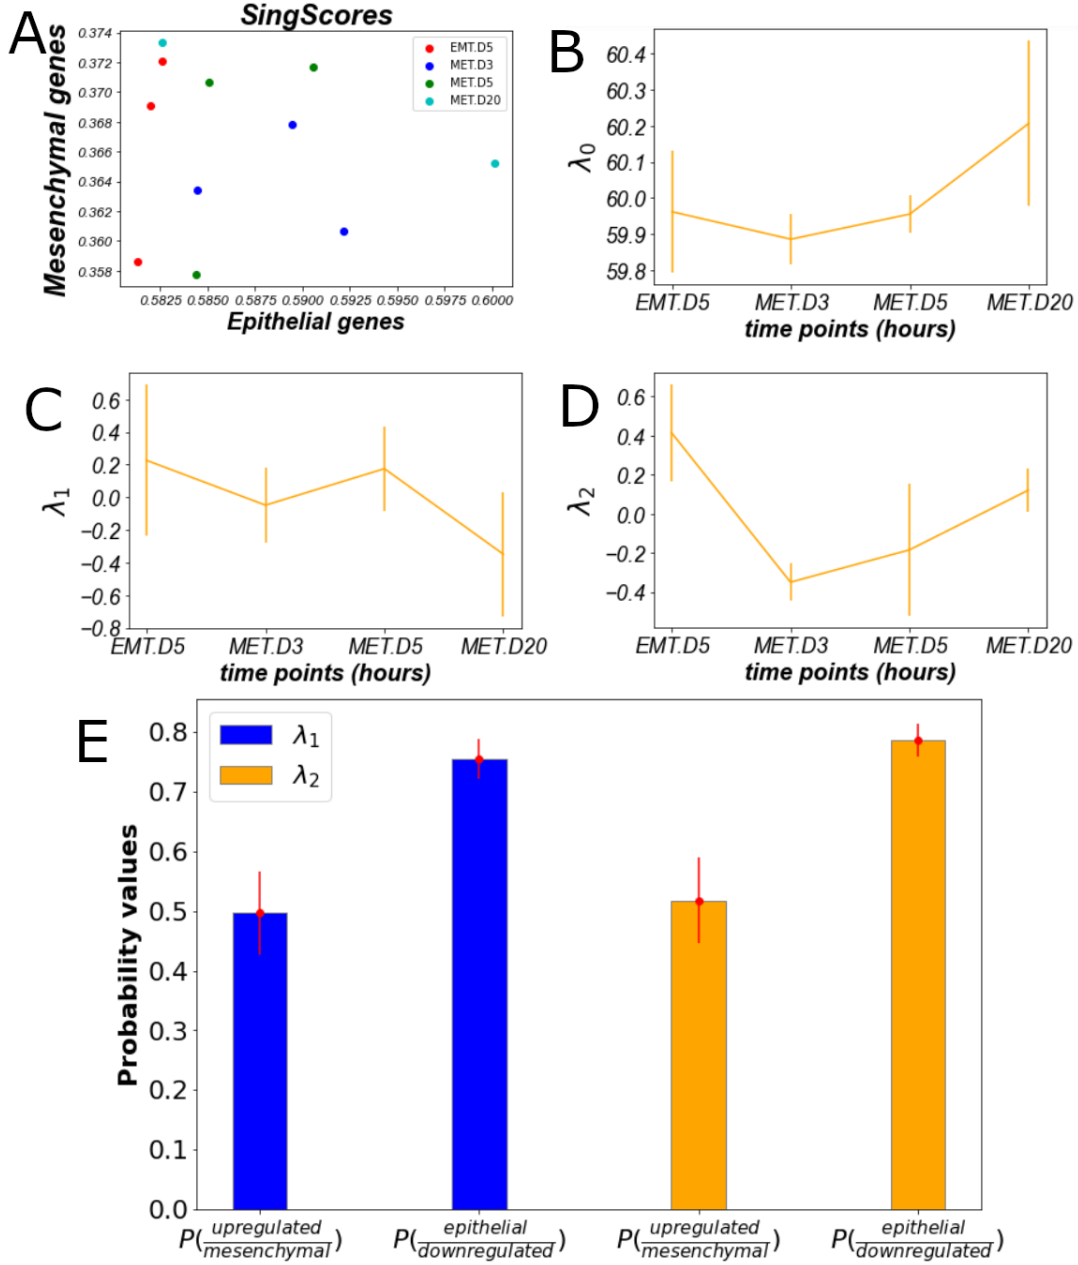 A
SingScores
Mesenchymal genes
0.374
0.372
0.370
0.368
0.366
0.364
0.362
0.360
0.358
EMT.D5
MET.D3
MET.D5
MET.D20
0.5825 0.5850 0.5875 0.5900 0.5925 0.5950 0.5975 0.6000
Epithelial genes
B
λ0
60.4
60.3
60.2
60.1
60.0
59.9
59.8
EMT.D5 MET.D3 MET.D5 MET.D20
time points (hours)
C
λ1
0.6
0.4
0.2
0.0
−0.2
−0.4
−0.6
−0.8
EMT.D5 MET.D3 MET.D5 MET.D20
time points (hours)
D
λ2
0.6
0.4
0.2
0.0
−0.2
−0.4
EMT.D5 MET.D3 MET.D5 MET.D20
time points (hours)
E
Probability values
λ1
λ2
0.8
0.7
0.6
0.5
0.4
0.3
0.2
0.1
0.0
P(upregulated/mesenchymal) P(epithelial/downregulated) P(upregulated/mesenchymal) P(epithelial/downregulated)